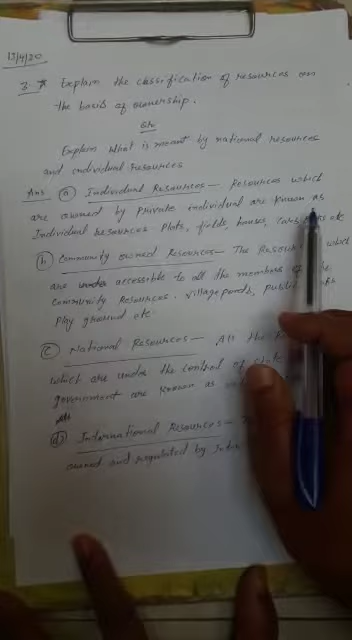 13/4/20
3. Explain the classification of resources on
the basis of ownership.
or
Explain what is meant by national resources
and individual resources
Ans (a) Individual Resources – Resources which
are owned by private individual are known as
Individual resources Plots, fields, houses, cars etc
(b) Community owned Resources – The which
are accessible to all the members
community Resources. village ponds, public
Play ground etc
(c) National Resources – All the
which are under the control of state
government are known as
(d) International Resources –
owned and regulated by